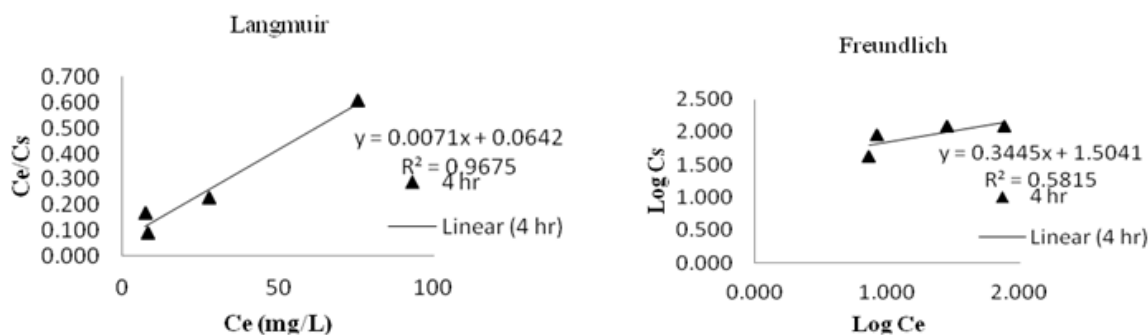 Langmuir
0.700
0.600
0.500
0.400
0.300
0.200
0.100
0.000
Ce/Cs
y = 0.0071x + 0.0642
R² = 0.9675
4 hr
Linear (4 hr)
0
50
100
Ce (mg/L)
Freundlich
2.500
2.000
1.500
1.000
0.500
0.000
Log Cs
y = 0.3445x + 1.5041
R² = 0.5815
4 hr
Linear (4 hr)
0.000
1.000
2.000
Log Ce